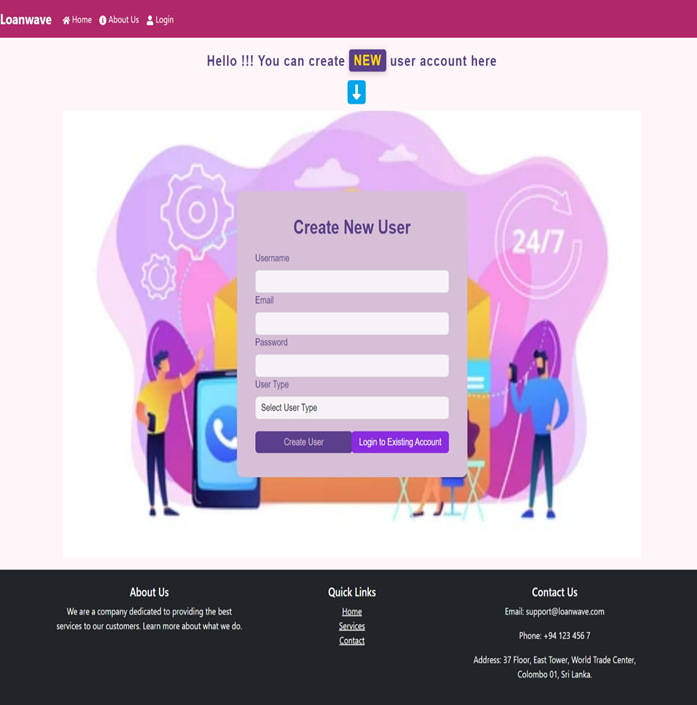 Loanwave Home About Us Login
Hello !!! You can create NEW user account here
24/7
Create New User
Username
Email
Password
User Type
Select User Type
Create User Login to Existing Account
About Us
We are a company dedicated to providing the best
services to our customers. Learn more about what we do.
Quick Links
Home
Services
Contact
Contact Us
Email: support@loanwave.com
Phone: +94 123 456 7
Address: 37 Floor, East Tower, World Trade Center,
Colombo 01, Sri Lanka.